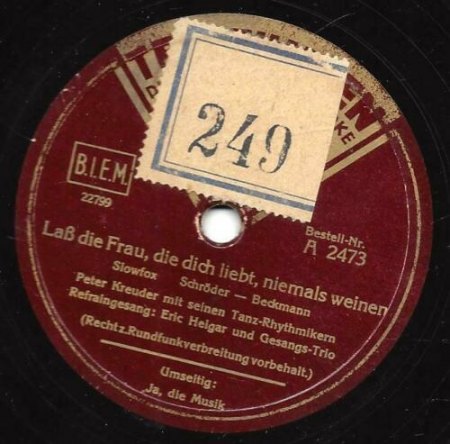 249
B.I.E.M.
22799
Bestell-Nr.
A 2473
Laß die Frau, die dich liebt, niemals weinen
Slowfox Schröder — Beckmann
Peter Kreuder mit seinen Tanz-Rhythmikern
Refraingesang: Eric Helgar und Gesangs-Trio
(Recht z. Rundfunkverbreitung vorbehalt.)
Umseitig:
Ja, die Musik